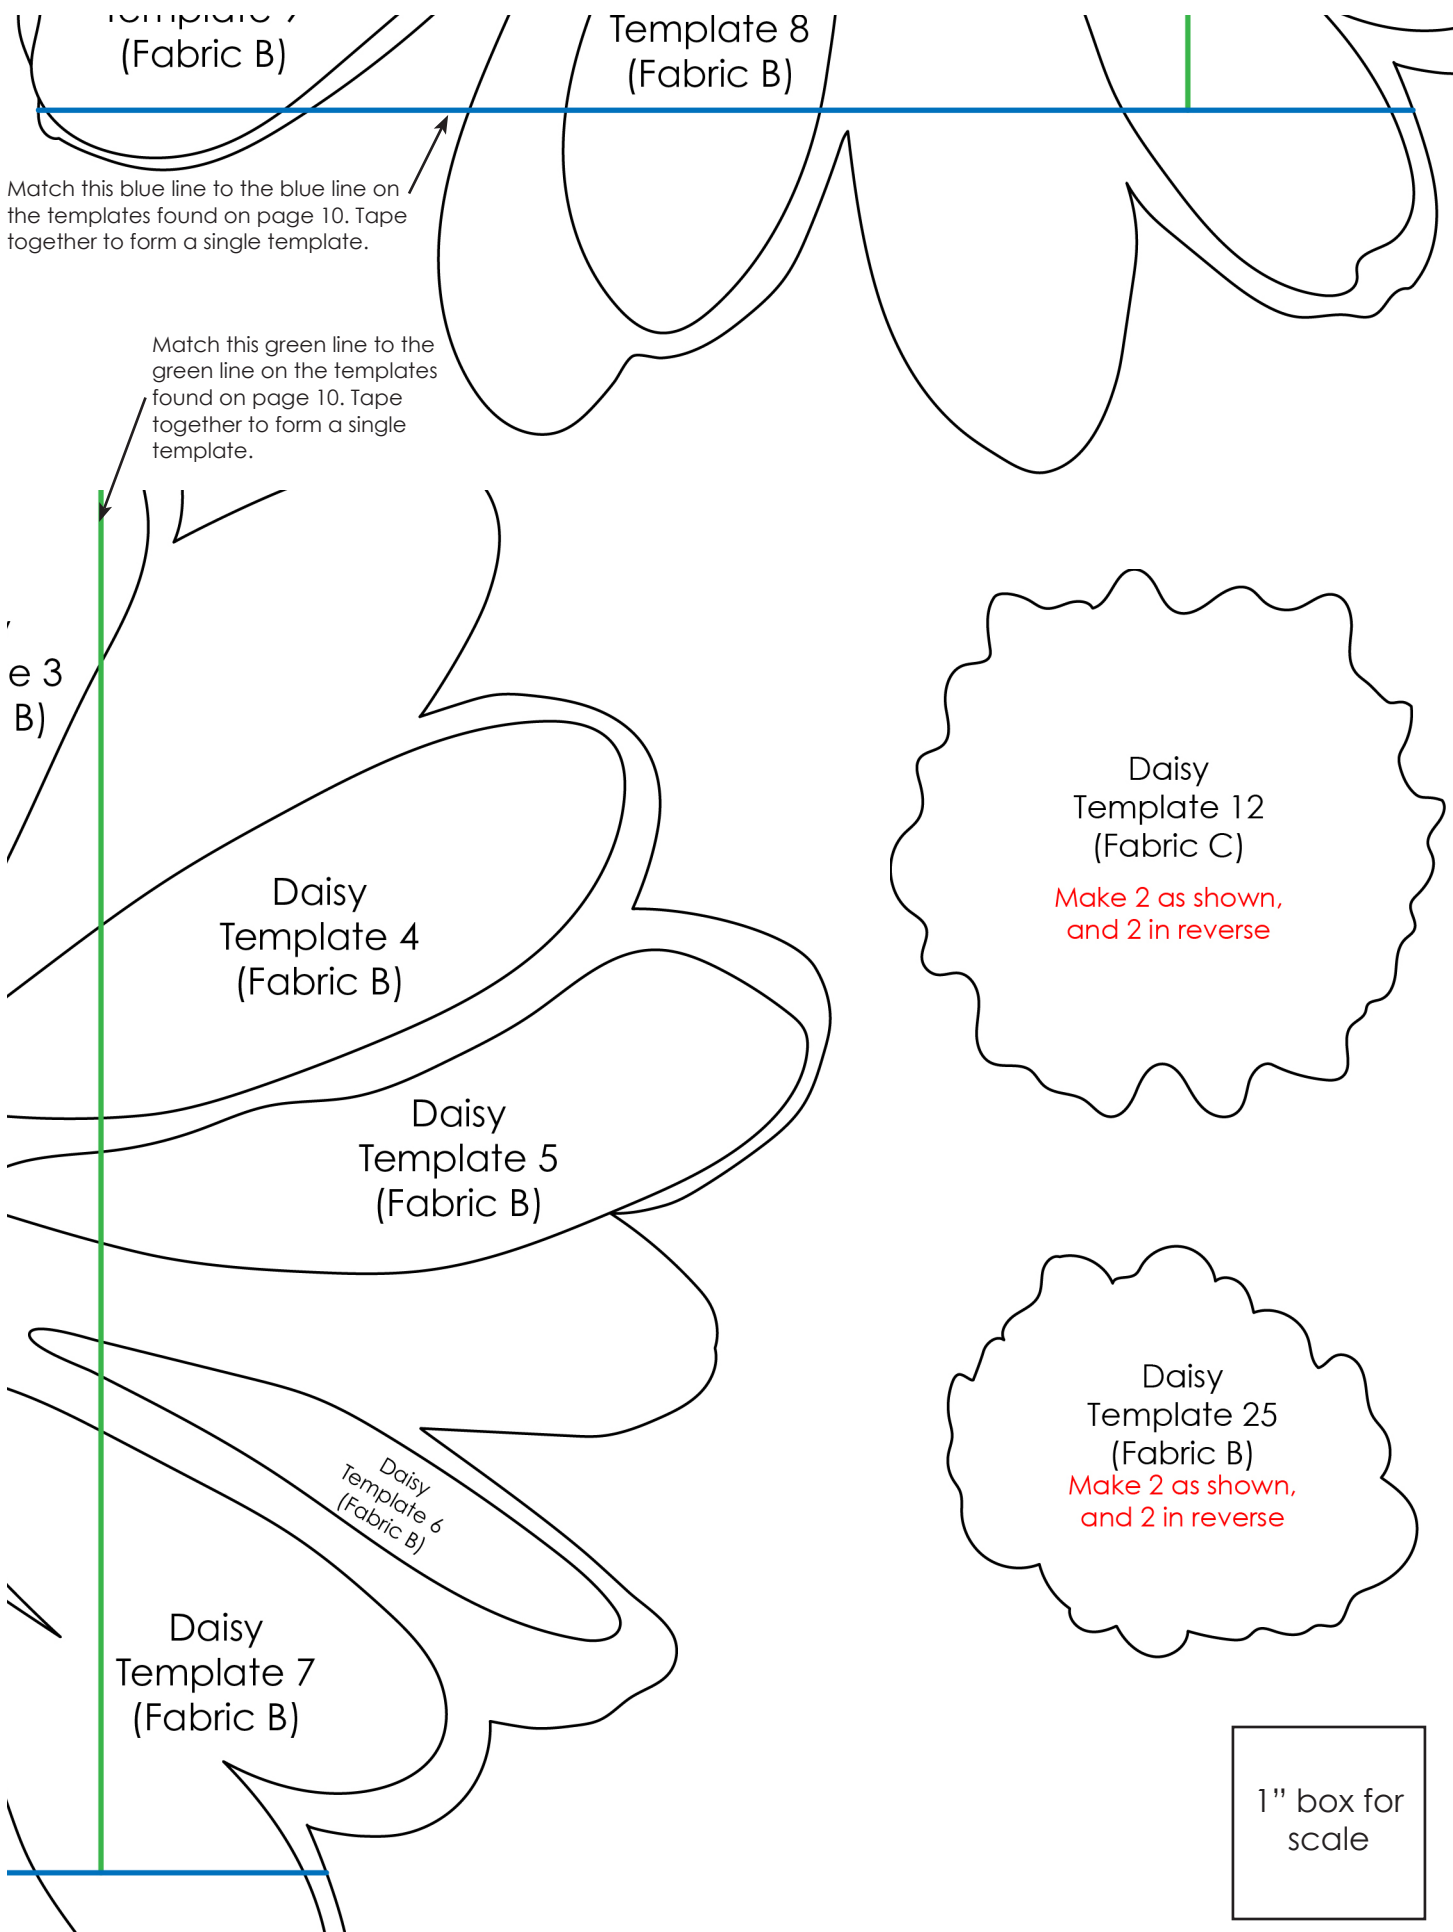 Template 7
(Fabric B)
Template 8
(Fabric B)
Match this blue line to the blue line on
the templates found on page 10. Tape
together to form a single template.
Match this green line to the
green line on the templates
found on page 10. Tape
together to form a single
template.
e 3
B)
Daisy
Template 4
(Fabric B)
Daisy
Template 12
(Fabric C)
Make 2 as shown,
and 2 in reverse
Daisy
Template 5
(Fabric B)
Daisy
Template 25
(Fabric B)
Make 2 as shown,
and 2 in reverse
Daisy
Template 6
(Fabric B)
Daisy
Template 7
(Fabric B)
1” box for
scale